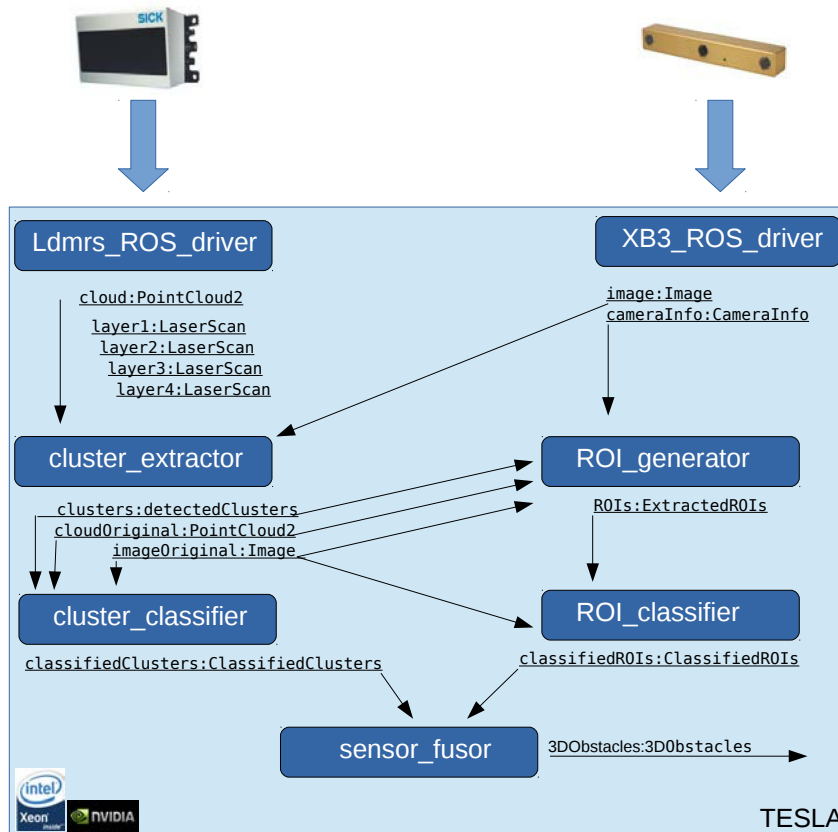 SICK
Ldmrs_ROS_driver
XB3_ROS_driver
cloud:PointCloud2
layer1:LaserScan
layer2:LaserScan
layer3:LaserScan
layer4:LaserScan
image:Image
cameraInfo:CameraInfo
cluster_extractor
ROI_generator
clusters:detectedClusters
cloudOriginal:PointCloud2
imageOriginal:Image
ROIs:ExtractedROIs
cluster_classifier
ROI_classifier
classifiedClusters:ClassifiedClusters
classifiedROIs:ClassifiedROIs
sensor_fusor
3DObstacles:3DObstacles
intel
Xeon
inside™
NVIDIA
TESLA